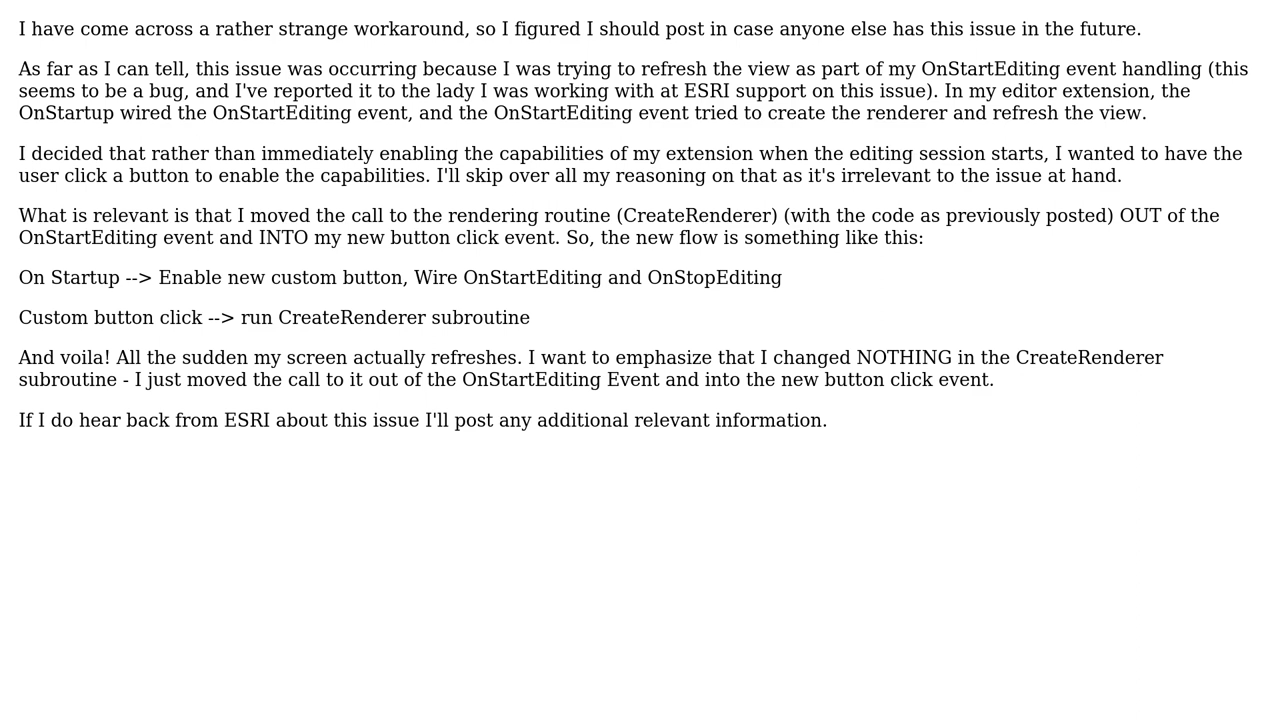 I have come across a rather strange workaround, so I figured I should post in case anyone else has this issue in the future.
As far as I can tell, this issue was occurring because I was trying to refresh the view as part of my OnStartEditing event handling (this
seems to be a bug, and I've reported it to the lady I was working with at ESRI support on this issue). In my editor extension, the
OnStartup wired the OnStartEditing event, and the OnStartEditing event tried to create the renderer and refresh the view.
I decided that rather than immediately enabling the capabilities of my extension when the editing session starts, I wanted to have the
user click a button to enable the capabilities. I'll skip over all my reasoning on that as it's irrelevant to the issue at hand.
What is relevant is that I moved the call to the rendering routine (CreateRenderer) (with the code as previously posted) OUT of the
OnStartEditing event and INTO my new button click event. So, the new flow is something like this:
On Startup --> Enable new custom button, Wire OnStartEditing and OnStopEditing
Custom button click --> run CreateRenderer subroutine
And voila! All the sudden my screen actually refreshes. I want to emphasize that I changed NOTHING in the CreateRenderer
subroutine - I just moved the call to it out of the OnStartEditing Event and into the new button click event.
If I do hear back from ESRI about this issue I'll post any additional relevant information.